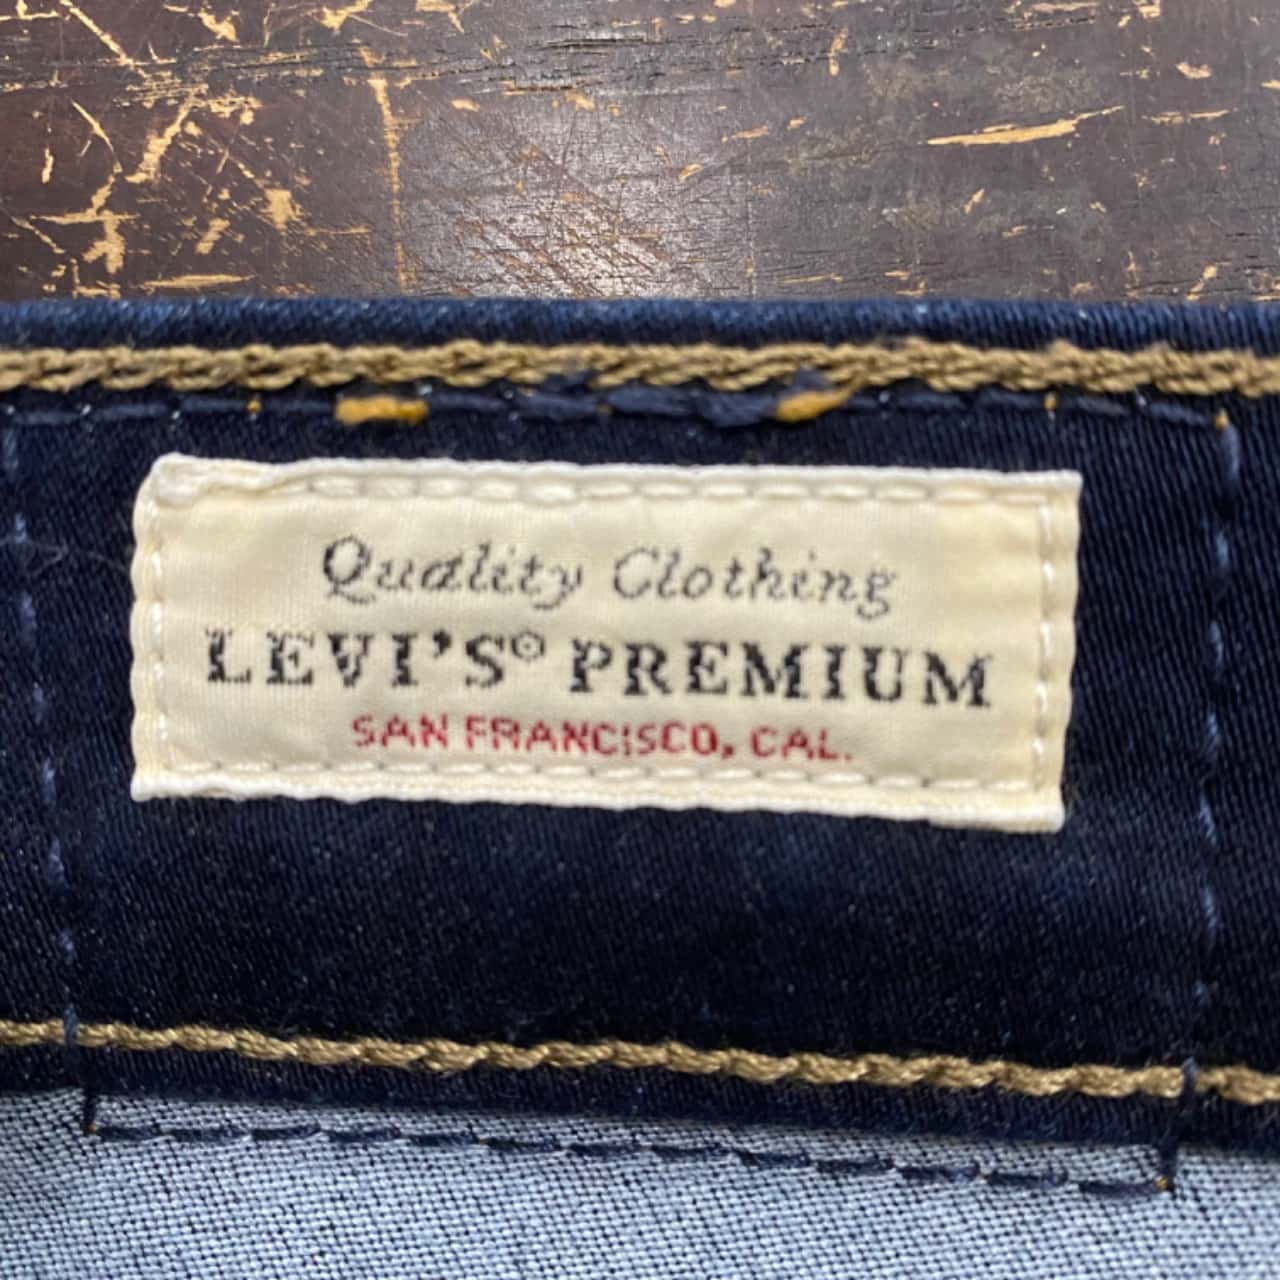 Quality Clothing
LEVI'S® PREMIUM
SAN FRANCISCO, CAL.